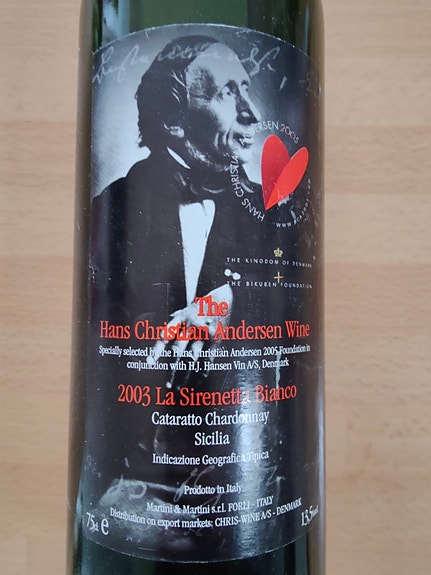 HANS CHRISTIAN ANDERSEN 2005
THE KINGDOM OF DENMARK
+
THE BIKUBEN FOUNDATION
The
Hans Christian Andersen Wine
Specially selected by the Hans Christian Andersen 2005 Foundation in
conjunction with H.J. Hansen Vin A/S, Denmark
2003 La Sirenetta Bianco
Cataratto Chardonnay
Sicilia
Indicazione Geografica Tipica
Prodotto in Italy
Martini & Martini s.r.l. FORLI - ITALY
75cl e
Distribution on export markets: CHRIS-WINE A/S - DENMARK
13,5%vol.